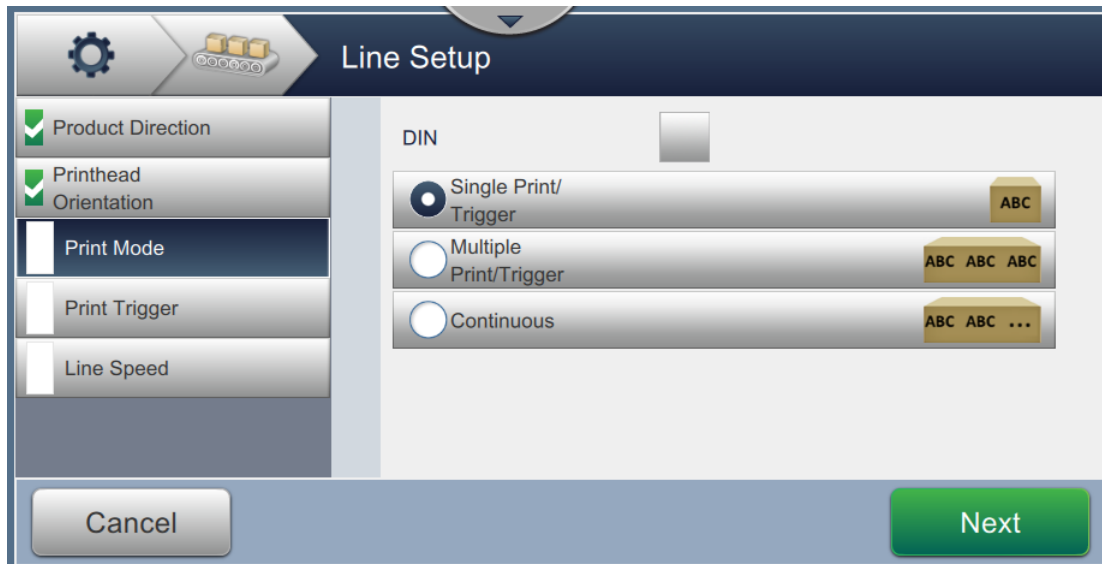 Line Setup
Product Direction
Printhead
Orientation
Print Mode
Print Trigger
Line Speed
DIN
Single Print/
Trigger
ABC
Multiple
Print/Trigger
ABC ABC ABC
Continuous
ABC ABC ...
Cancel
Next